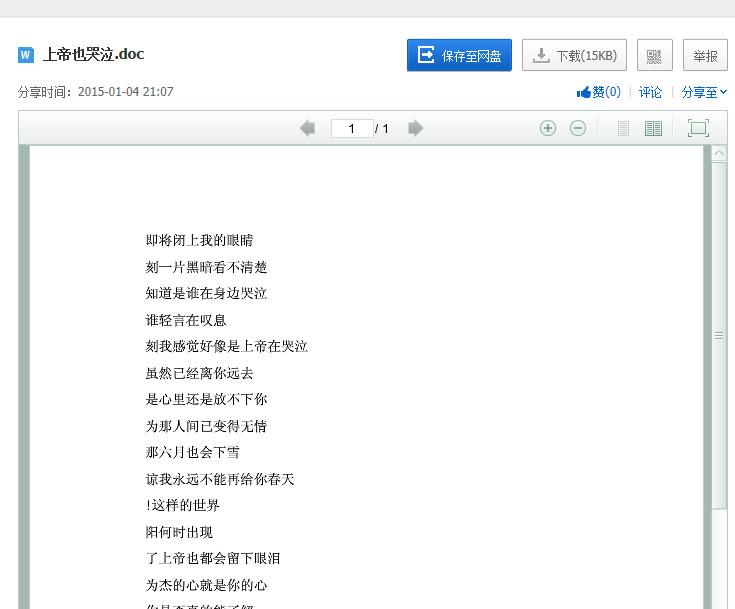 上帝也哭泣.doc
保存至网盘
下载(15KB)
举报
分享时间：2015-01-04 21:07
赞(0)
评论
分享至
1 / 1
即将闭上我的眼睛
刻一片黑暗看不清楚
知道是谁在身边哭泣
谁轻言在叹息
刻我感觉好像是上帝在哭泣
虽然已经离你远去
是心里还是放不下你
为那人间已变得无情
那六月也会下雪
谅我永远不能再给你春天
!这样的世界
阳何时出现
了上帝也都会留下眼泪
为杰的心就是你的心